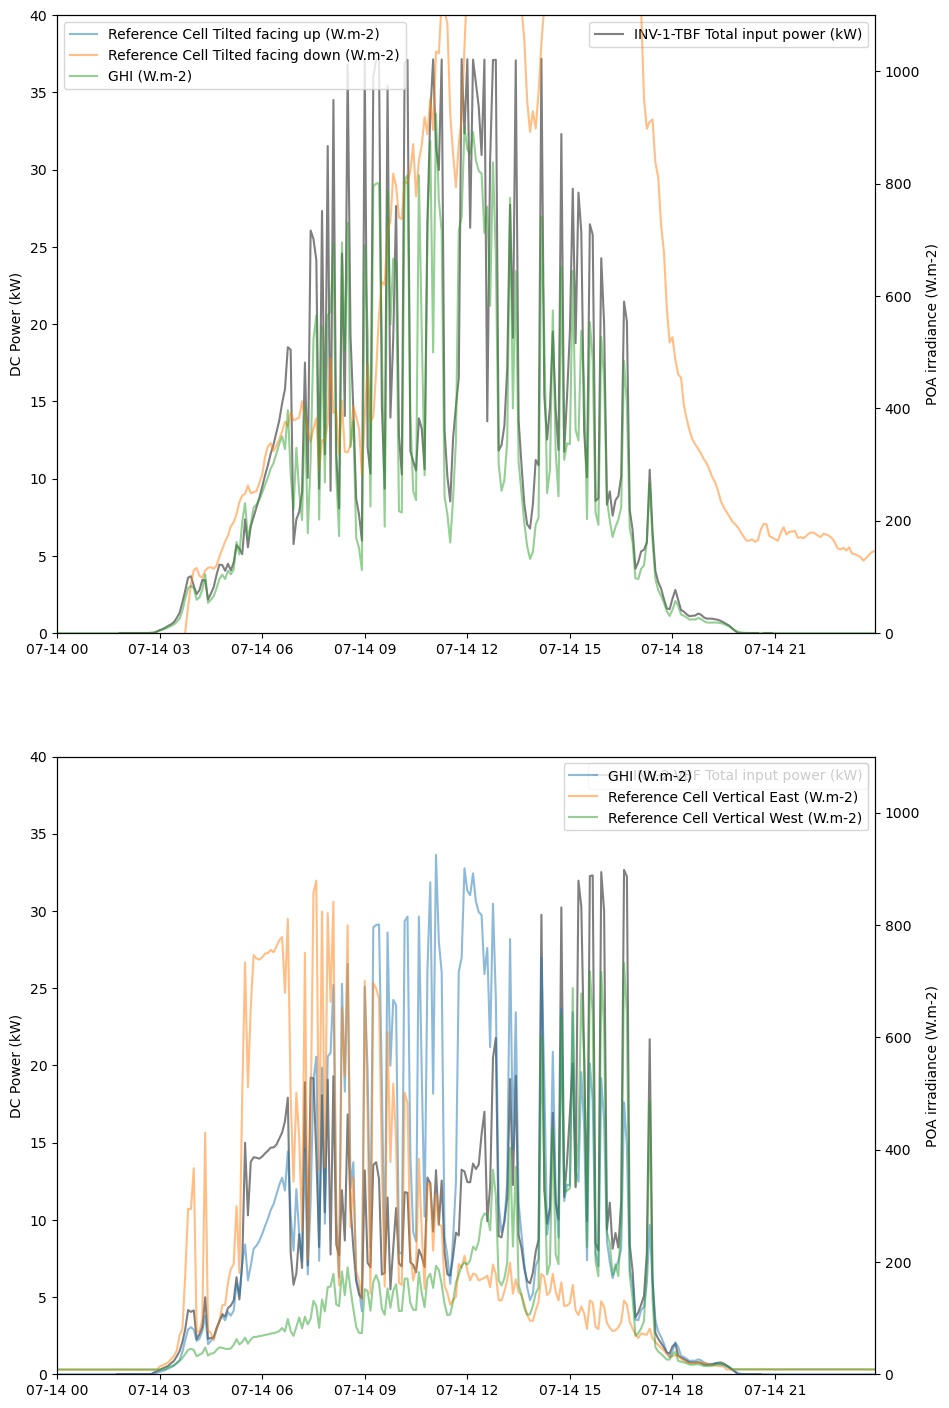 40
35
30
25
20
15
10
5
0
DC Power (kW)
Reference Cell Tilted facing up (W.m-2)
Reference Cell Tilted facing down (W.m-2)
GHI (W.m-2)
INV-1-TBF Total input power (kW)
1000
800
600
400
200
0
POA irradiance (W.m-2)
07-14 00 07-14 03 07-14 06 07-14 09 07-14 12 07-14 15 07-14 18 07-14 21
40
35
30
25
20
15
10
5
0
DC Power (kW)
GHI (W.m-2)
Total input power (kW)
Reference Cell Vertical East (W.m-2)
Reference Cell Vertical West (W.m-2)
1000
800
600
400
200
0
POA irradiance (W.m-2)
07-14 00 07-14 03 07-14 06 07-14 09 07-14 12 07-14 15 07-14 18 07-14 21